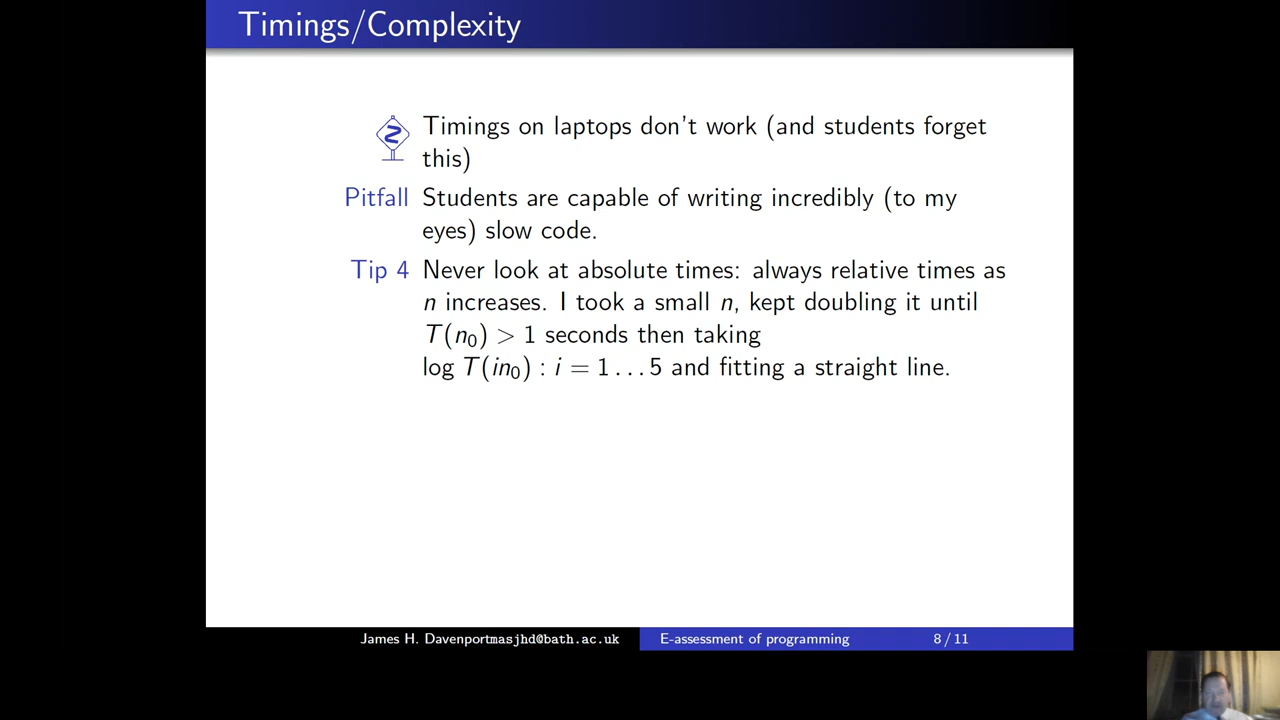 Timings/Complexity
Timings on laptops don't work (and students forget
this)
Pitfall Students are capable of writing incredibly (to my
eyes) slow code.
Tip 4 Never look at absolute times: always relative times as
n increases. I took a small n, kept doubling it until
T(n₀) > 1 seconds then taking
log T(in₀) : i = 1 . . . 5 and fitting a straight line.
James H. Davenportmasjhd@bath.ac.uk E-assessment of programming 8 / 11